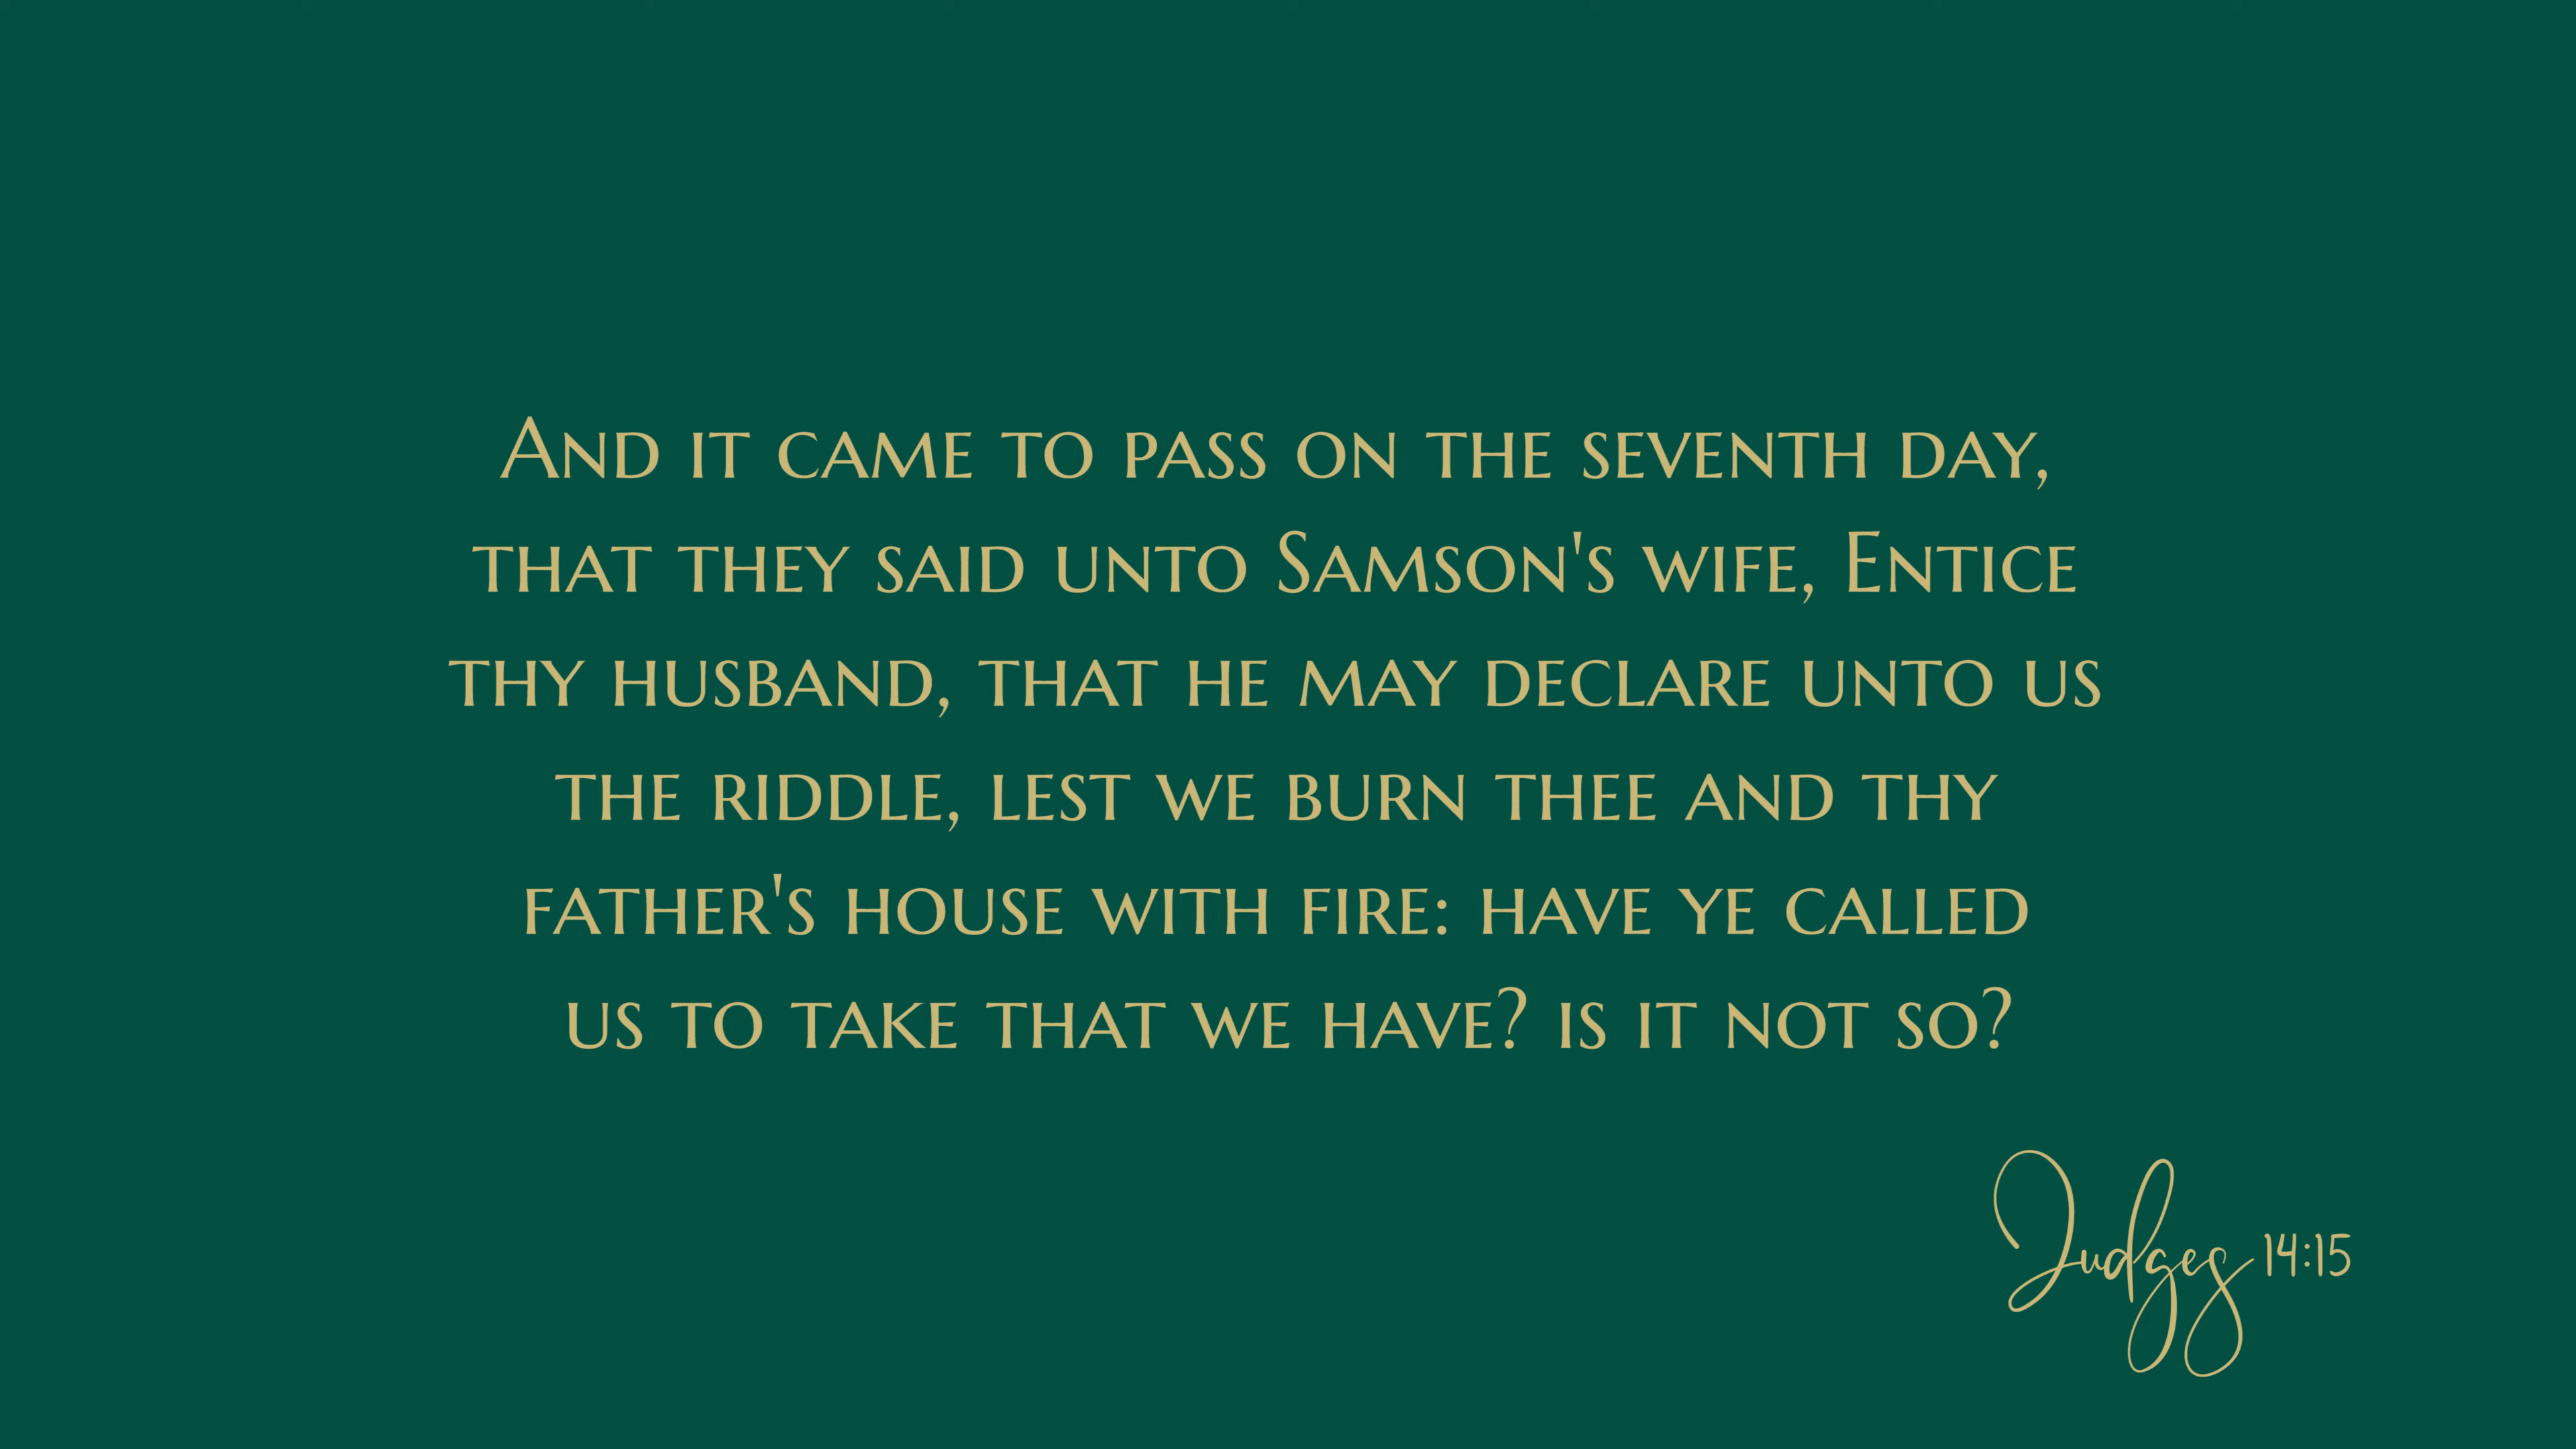 And it came to pass on the seventh day,
that they said unto Samson's wife, Entice
thy husband, that he may declare unto us
the riddle, lest we burn thee and thy
father's house with fire: have ye called
us to take that we have? is it not so?
Judges 14:15